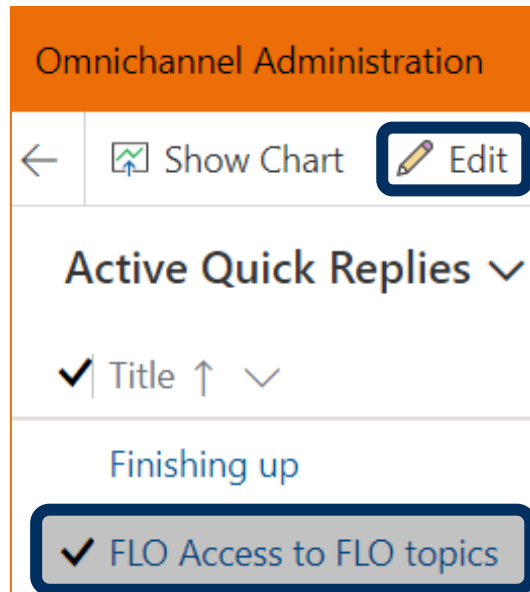 Omnichannel Administration
Show Chart Edit
Active Quick Replies
Title
Finishing up
FLO Access to FLO topics